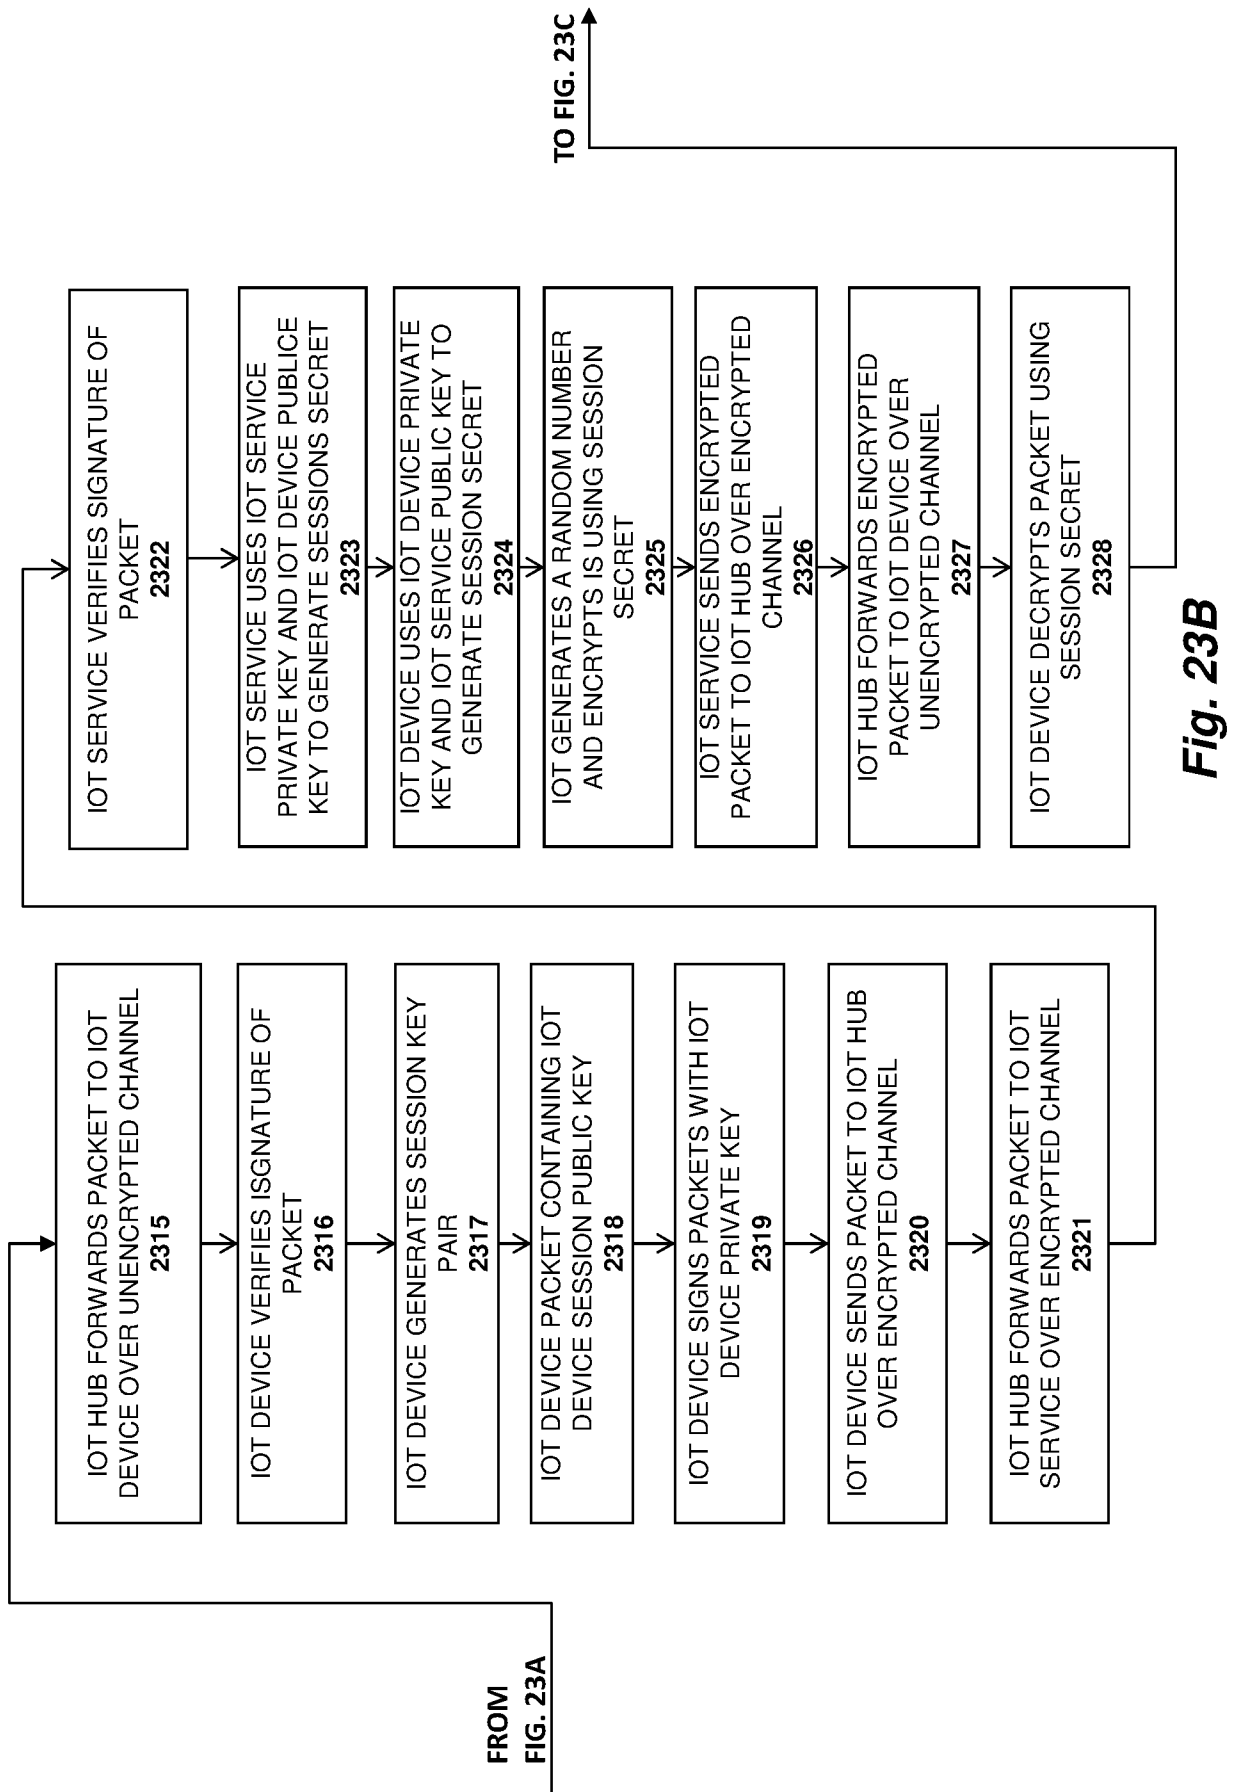 FROM
FIG. 23A
IOT HUB FORWARDS PACKET TO IOT
DEVICE OVER UNENCRYPTED CHANNEL
2315
IOT DEVICE VERIFIES ISGNATURE OF
PACKET
2316
IOT DEVICE GENERATES SESSION KEY
PAIR
2317
IOT DEVICE PACKET CONTAINING IOT
DEVICE SESSION PUBLIC KEY
2318
IOT DEVICE SIGNS PACKETS WITH IOT
DEVICE PRIVATE KEY
2319
IOT DEVICE SENDS PACKET TO IOT HUB
OVER ENCRYPTED CHANNEL
2320
IOT HUB FORWARDS PACKET TO IOT
SERVICE OVER ENCRYPTED CHANNEL
2321
IOT SERVICE VERIFIES SIGNATURE OF
PACKET
2322
IOT SERVICE USES IOT SERVICE
PRIVATE KEY AND IOT DEVICE PUBLICE
KEY TO GENERATE SESSIONS SECRET
2323
IOT DEVICE USES IOT DEVICE PRIVATE
KEY AND IOT SERVICE PUBLIC KEY TO
GENERATE SESSION SECRET
2324
IOT GENERATES A RANDOM NUMBER
AND ENCRYPTS IS USING SESSION
SECRET
2325
IOT SERVICE SENDS ENCRYPTED
PACKET TO IOT HUB OVER ENCRYPTED
CHANNEL
2326
IOT HUB FORWARDS ENCRYPTED
PACKET TO IOT DEVICE OVER
UNENCRYPTED CHANNEL
2327
IOT DEVICE DECRYPTS PACKET USING
SESSION SECRET
2328
TO FIG. 23C
Fig. 23B